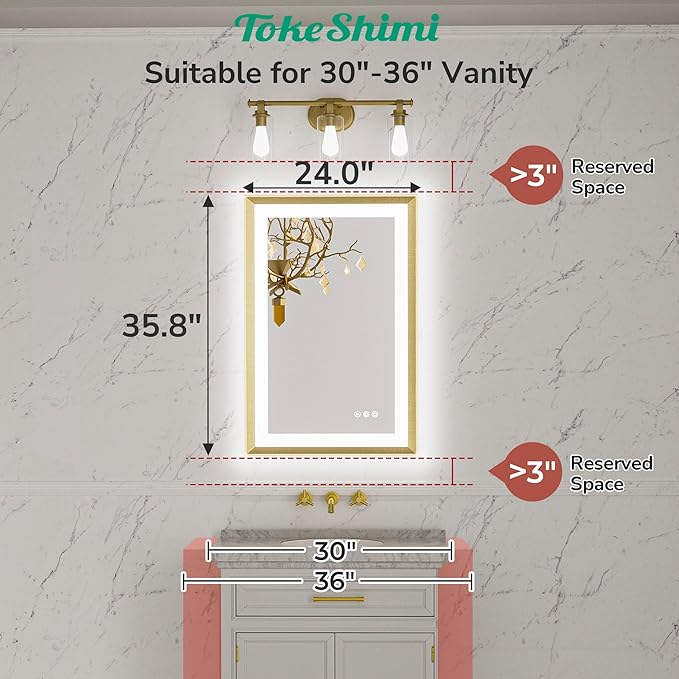 TokeShimi
Suitable for 30"-36" Vanity
24.0"
>3"
Reserved
Space
35.8"
>3"
Reserved
Space
30"
36"